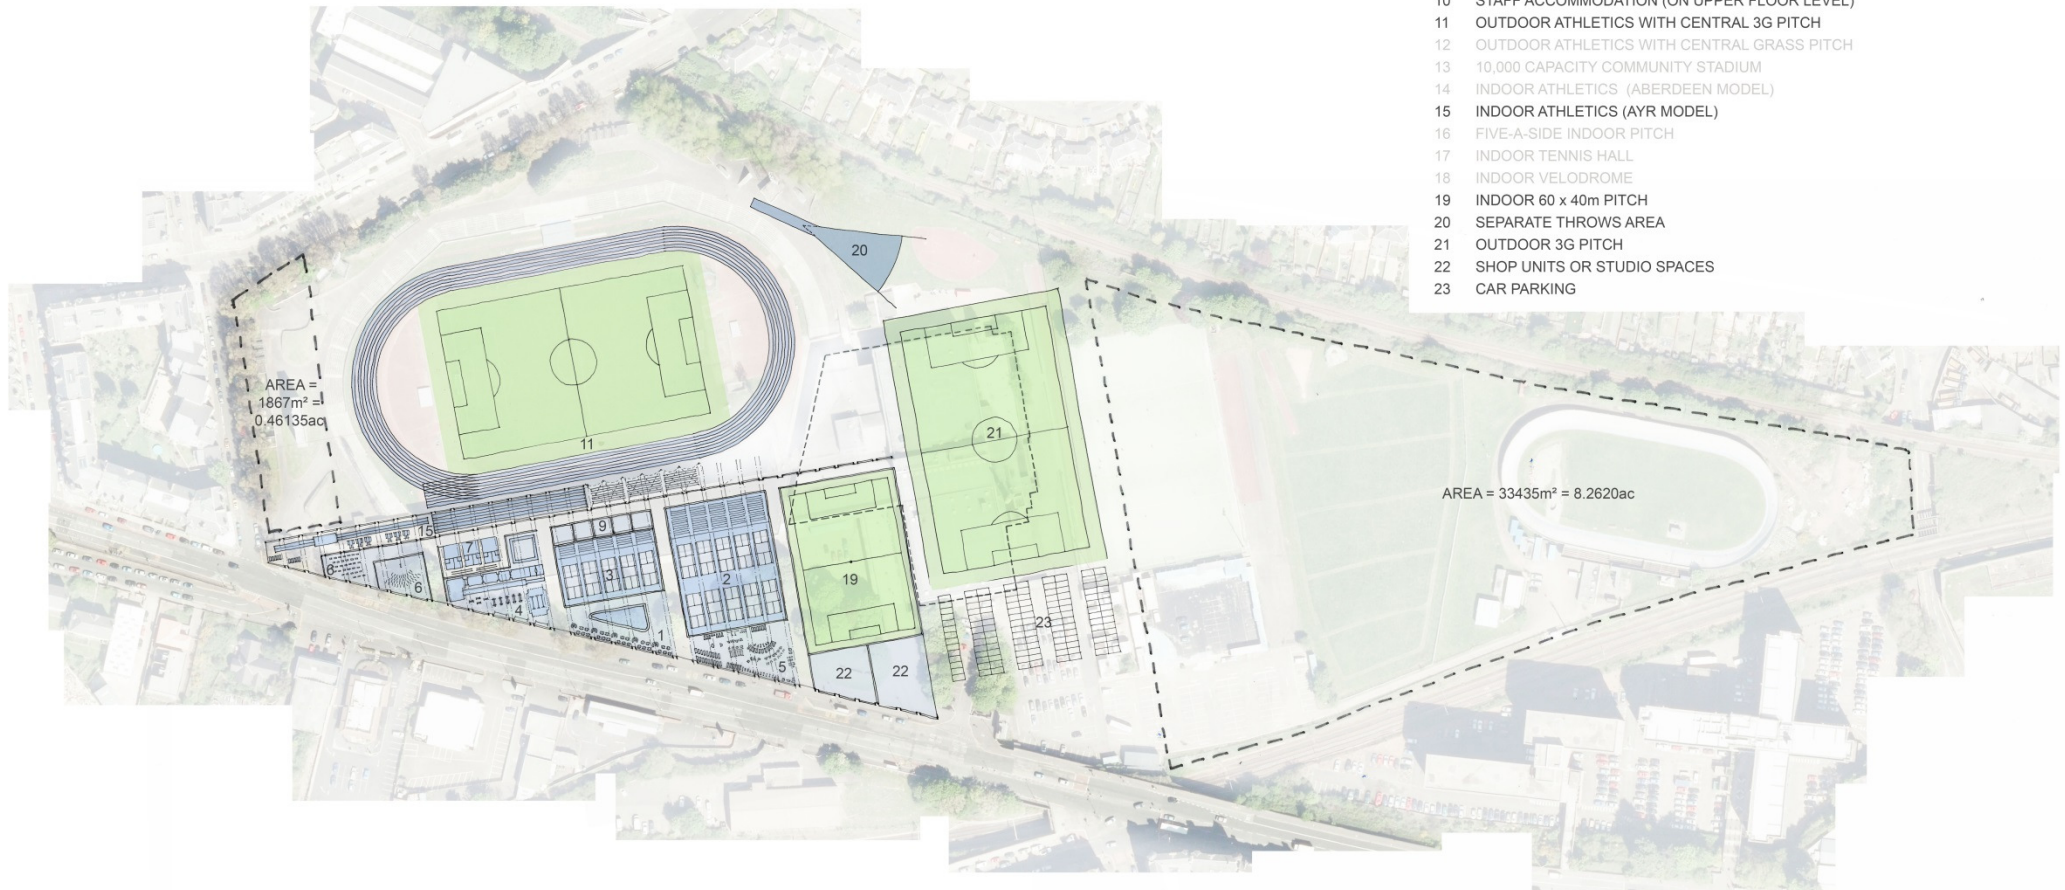 10 STAFF ACCOMMODATION (ON UPPER FLOOR LEVEL)
11 OUTDOOR ATHLETICS WITH CENTRAL 3G PITCH
12 OUTDOOR ATHLETICS WITH CENTRAL GRASS PITCH
13 10,000 CAPACITY COMMUNITY STADIUM
14 INDOOR ATHLETICS (ABERDEEN MODEL)
15 INDOOR ATHLETICS (AYR MODEL)
16 FIVE-A-SIDE INDOOR PITCH
17 INDOOR TENNIS HALL
18 INDOOR VELODROME
19 INDOOR 60 x 40m PITCH
20 SEPARATE THROWS AREA
21 OUTDOOR 3G PITCH
22 SHOP UNITS OR STUDIO SPACES
23 CAR PARKING
20
AREA =
1867m² =
0.46135ac
11
21
AREA = 33435m² = 8.2620ac
15
9
7
8
6
3
2
19
4
1
23
5
22
22